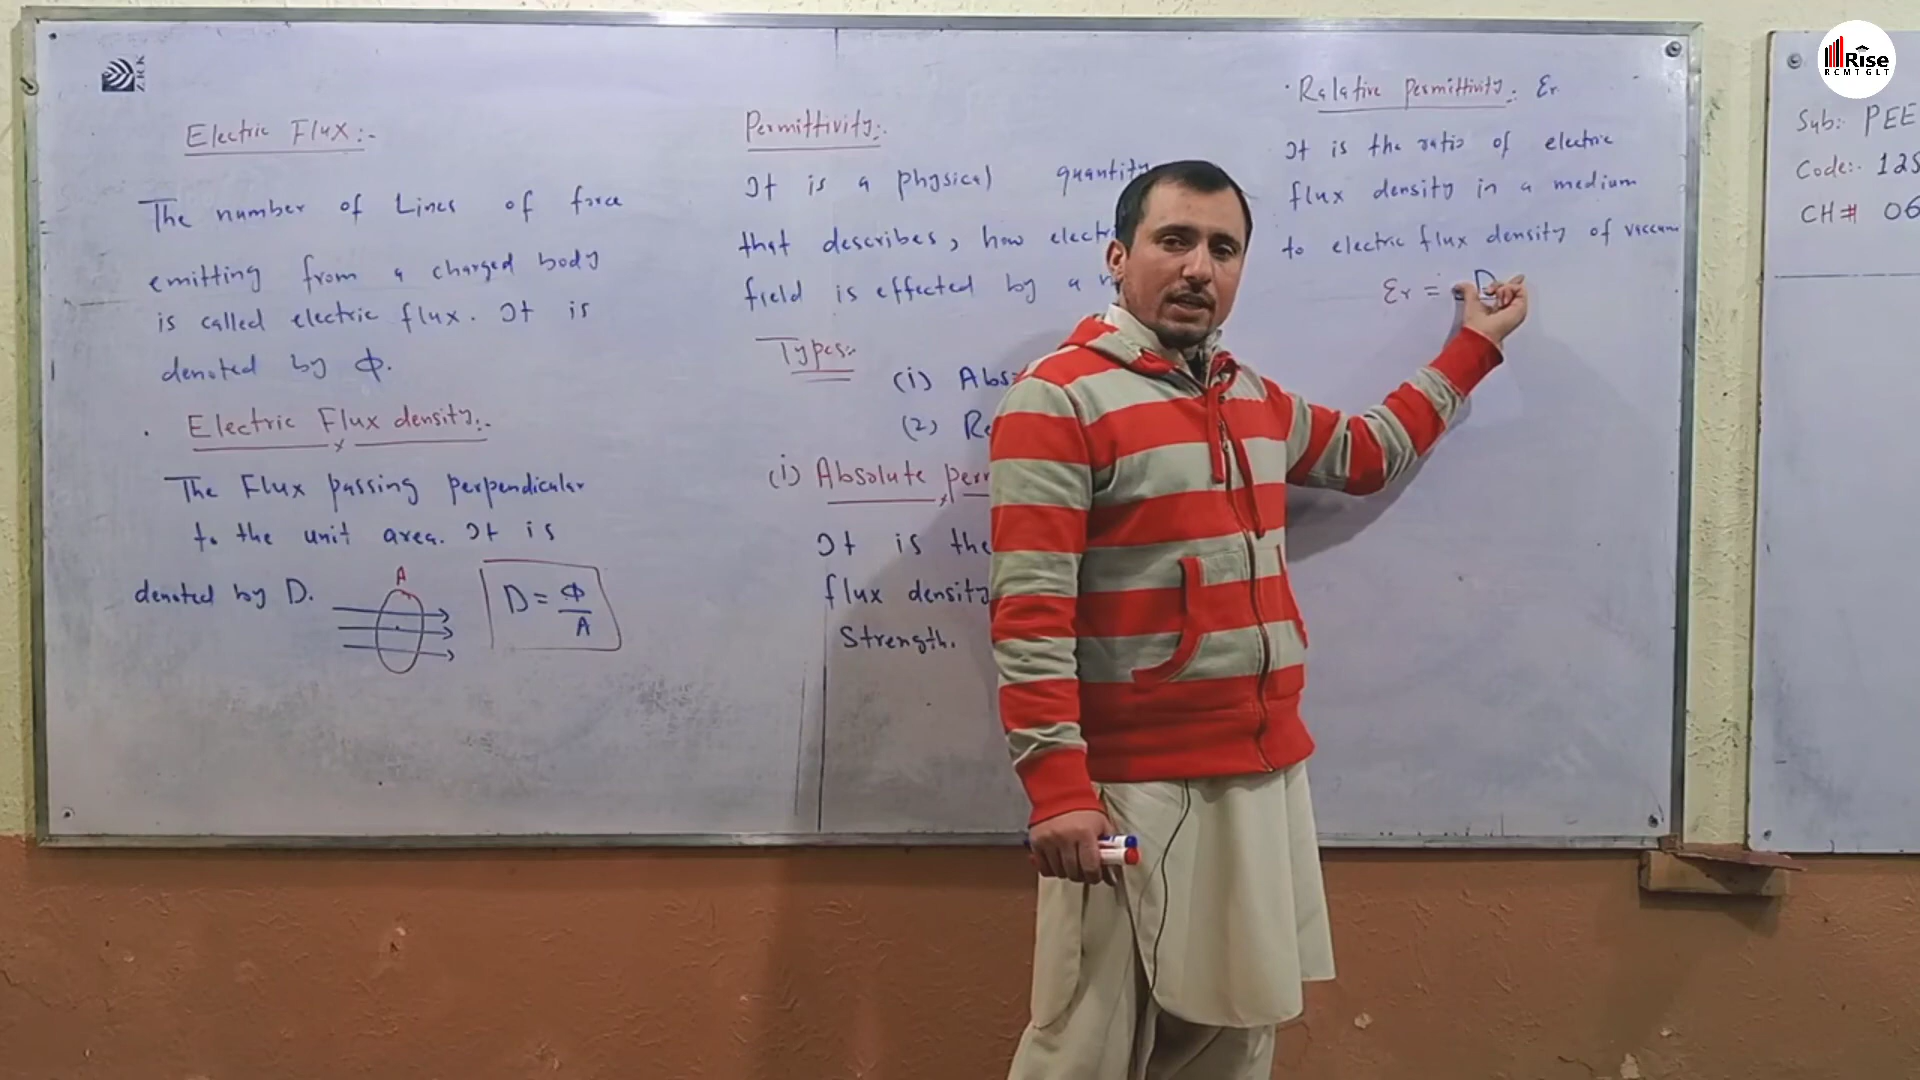 ZRK
Electric Flux:-
The number of Lines of force
emitting from a charged body
is called electric flux. It is
denoted by Φ.
Electric Flux density:-
The Flux passing perpendicular
to the unit area. It is
denoted by D.
A
D = Φ
A
Permittivity:-
It is a physical quantity
that describes, how electr
field is effected by a
Types:-
(i) Abs
(2) Re
(i) Absolute per
It is the
flux density
Strength.
Ralative permittivity:- Er
It is the ratio of electric
flux density in a medium
to electric flux density of vaccum
Er = D
Rise
RCMTGLT
Sub:- PEE
Code:- 125
CH# 06